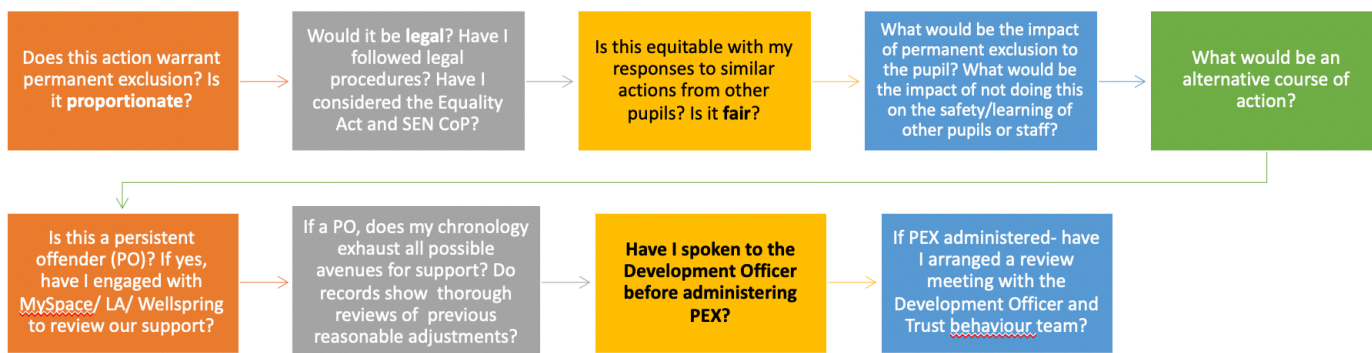 Does this action warrant
permanent exclusion? Is
it proportionate?
Would it be legal? Have I
followed legal
procedures? Have I
considered the Equality
Act and SEN CoP?
Is this equitable with my
responses to similar
actions from other
pupils? Is it fair?
What would be the impact
of permanent exclusion to
the pupil? What would be
the impact of not doing this
on the safety/learning of
other pupils or staff?
What would be an
alternative course of
action?
Is this a persistent
offender (PO)? If yes,
have I engaged with
MySpace/ LA/ Wellspring
to review our support?
If a PO, does my chronology
exhaust all possible
avenues for support? Do
records show thorough
reviews of previous
reasonable adjustments?
Have I spoken to the
Development Officer
before administering
PEX?
If PEX administered- have
I arranged a review
meeting with the
Development Officer and
Trust behaviour team?